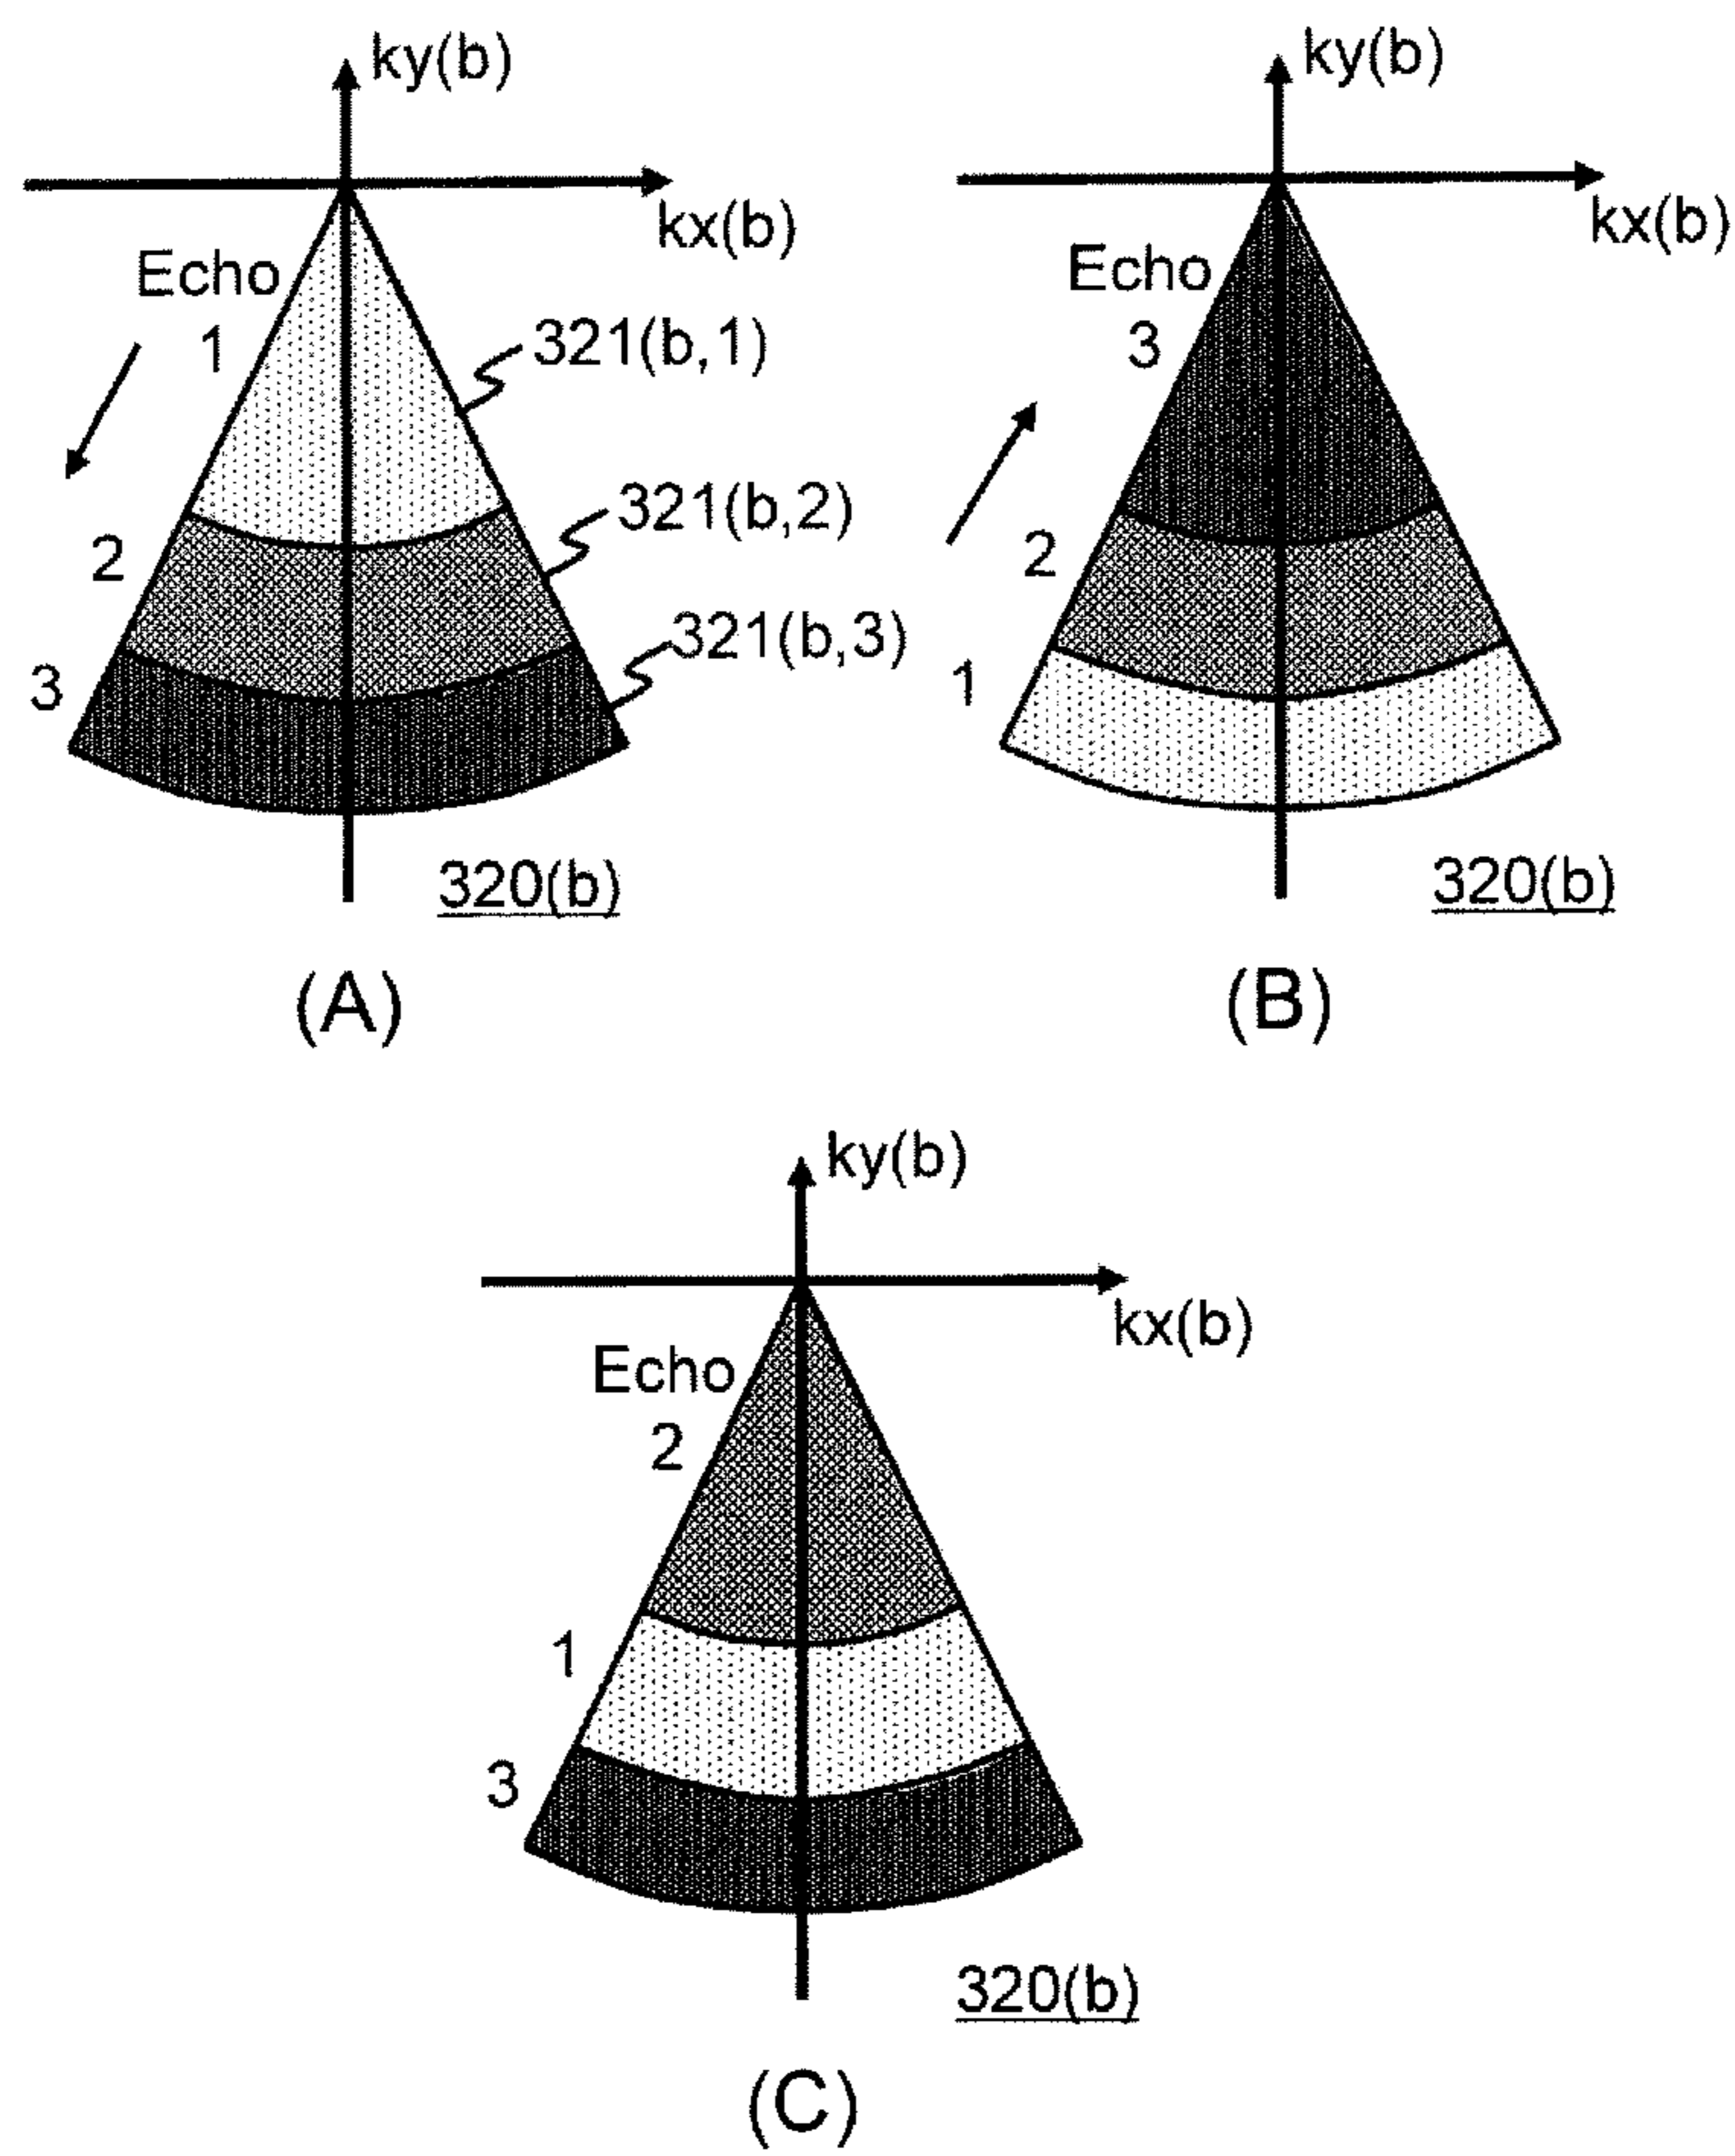 ky(b)
kx(b)
Echo
1
321(b,1)
2
321(b,2)
3
321(b,3)
320(b)
(A)
ky(b)
kx(b)
Echo
3
2
1
320(b)
(B)
ky(b)
kx(b)
Echo
2
1
3
320(b)
(C)